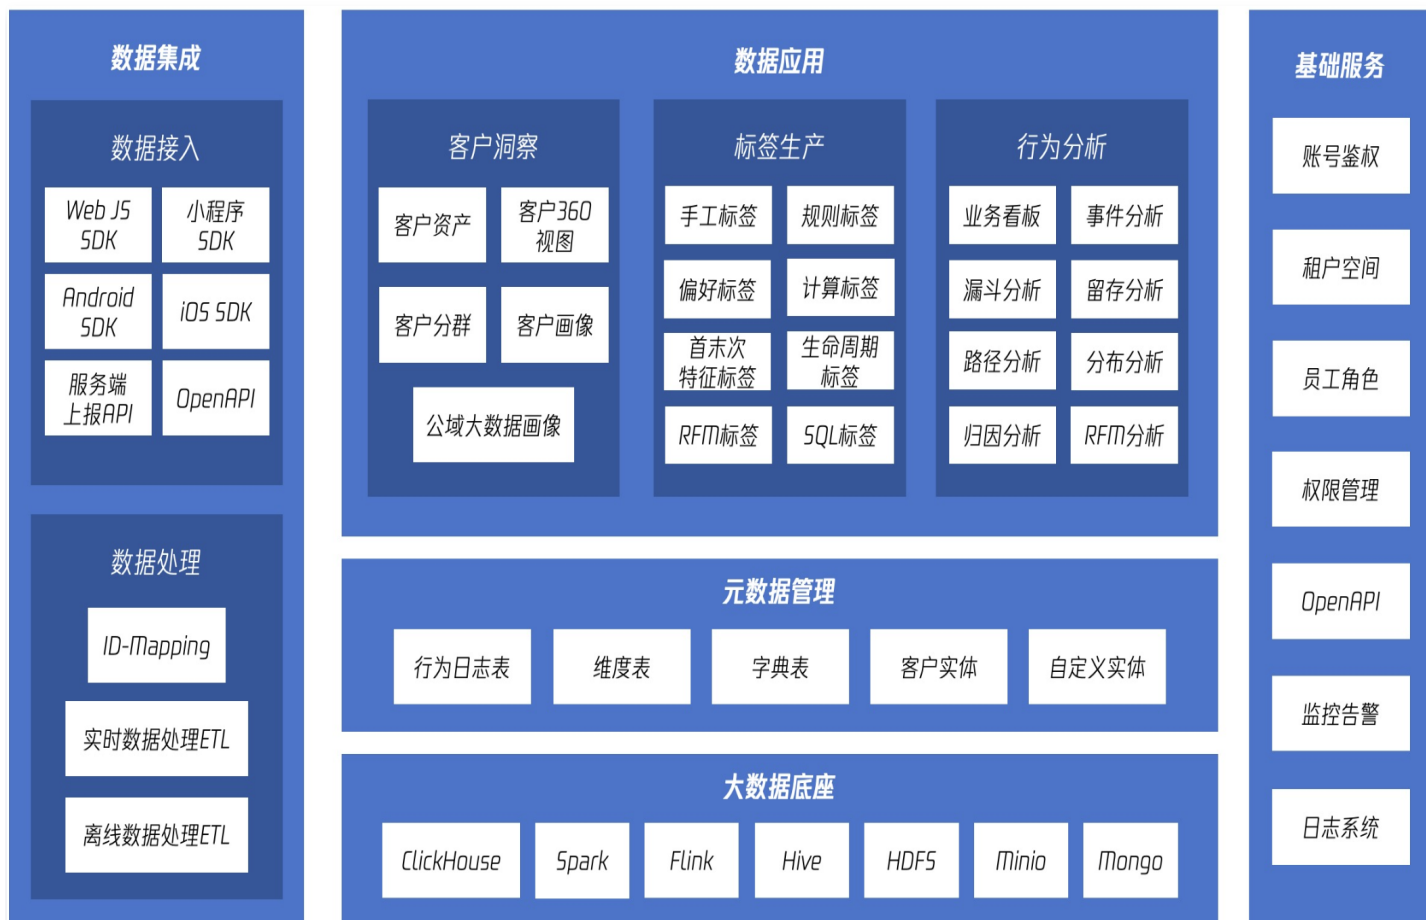 数据集成
数据接入
Web JS
SDK
小程序
SDK
Android
SDK
iOS SDK
服务端
上报API
OpenAPI
数据处理
ID-Mapping
实时数据处理ETL
离线数据处理ETL
数据应用
客户洞察
客户资产
客户360
视图
客户分群
客户画像
公域大数据画像
标签生产
手工标签
规则标签
偏好标签
计算标签
首末次
特征标签
生命周期
标签
RFM标签
SQL标签
行为分析
业务看板
事件分析
漏斗分析
留存分析
路径分析
分布分析
归因分析
RFM分析
元数据管理
行为日志表
维度表
字典表
客户实体
自定义实体
大数据底座
ClickHouse
Spark
Flink
Hive
HDFS
Minio
Mongo
基础服务
账号鉴权
租户空间
员工角色
权限管理
OpenAPI
监控告警
日志系统